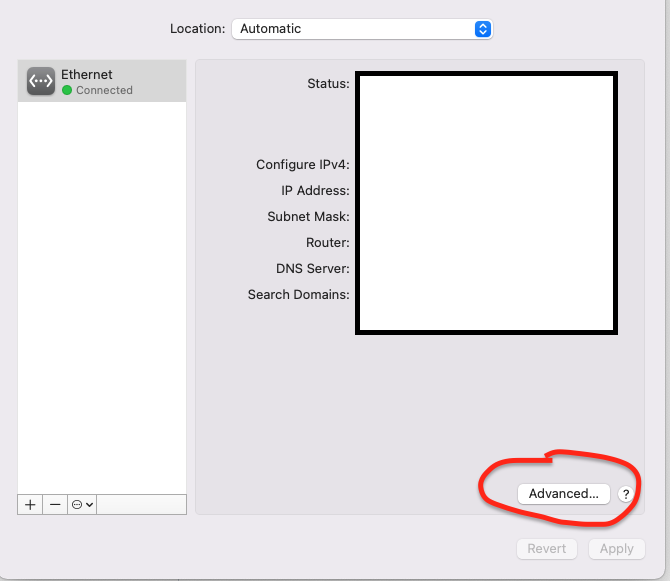 Location: Automatic
Ethernet
Connected
Status:
Configure IPv4:
IP Address:
Subnet Mask:
Router:
DNS Server:
Search Domains:
Advanced... ?
Revert Apply